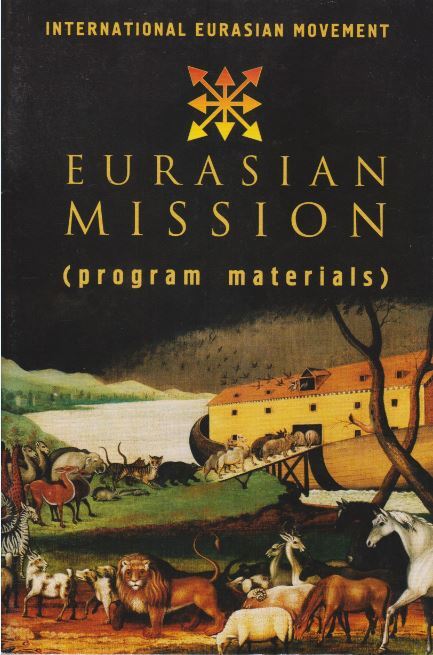 INTERNATIONAL EURASIAN MOVEMENT
EURASIAN
MISSION
(program materials)